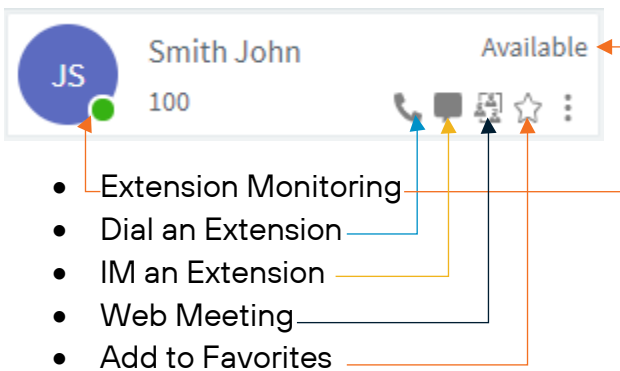 Smith John Available
JS
100
• Extension Monitoring
• Dial an Extension
• IM an Extension
• Web Meeting
• Add to Favorites